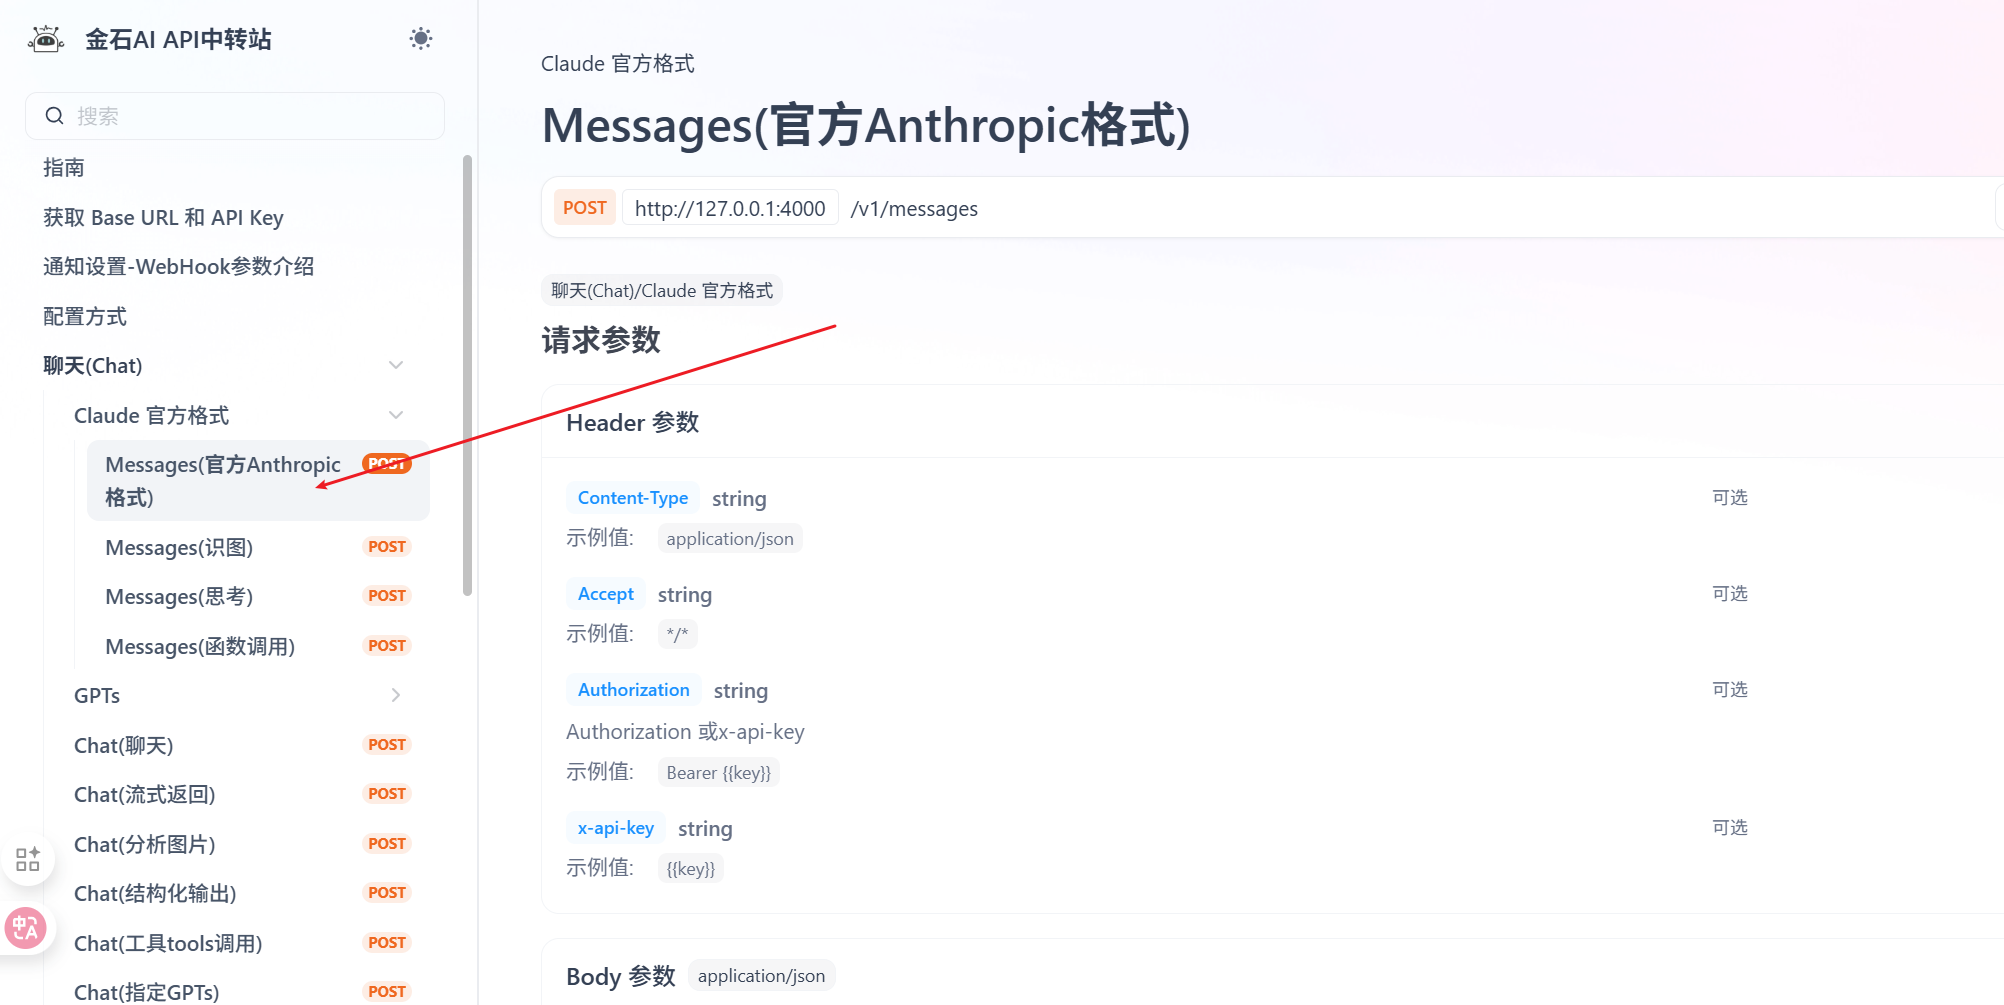 金石AI API中转站
搜索
指南
获取 Base URL 和 API Key
通知设置-WebHook参数介绍
配置方式
聊天(Chat)
Claude 官方格式
Messages(官方Anthropic
格式)
POST
Messages(识图)
POST
Messages(思考)
POST
Messages(函数调用)
POST
GPTs
Chat(聊天)
POST
Chat(流式返回)
POST
Chat(分析图片)
POST
Chat(结构化输出)
POST
Chat(工具tools调用)
POST
Chat(指定GPTs)
POST
中A
Claude 官方格式
Messages(官方Anthropic格式)
POST http://127.0.0.1:4000 /v1/messages
聊天(Chat)/Claude 官方格式
请求参数
Header 参数
Content-Type string 可选
示例值: application/json
Accept string 可选
示例值: */*
Authorization string 可选
Authorization 或x-api-key
示例值: Bearer {{key}}
x-api-key string 可选
示例值: {{key}}
Body 参数 application/json